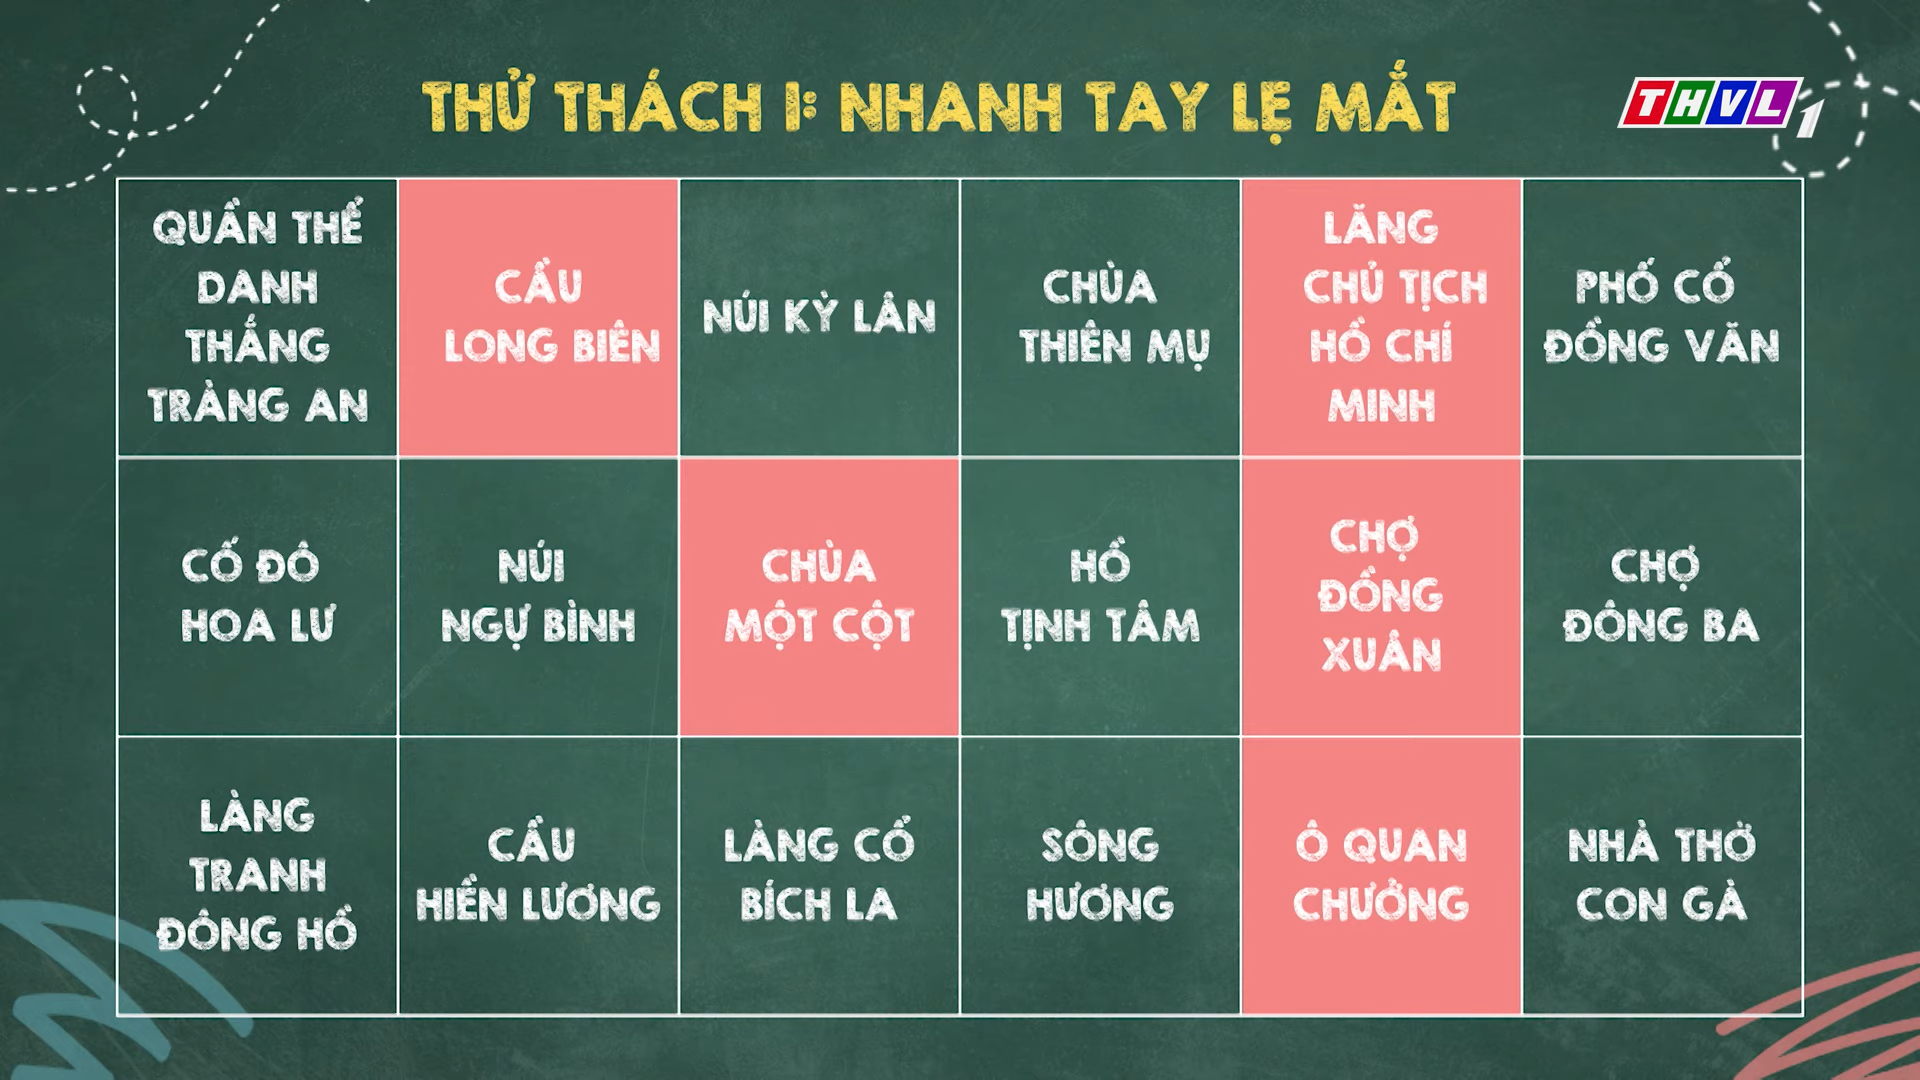 THỬ THÁCH 1: NHANH TAY LẸ MẮT
THVL1
QUẦN THỂ
DANH
THẮNG
TRÀNG AN
CẦU
LONG BIÊN
NÚI KỲ LÂN
CHÙA
THIÊN MỤ
LĂNG
CHỦ TỊCH
HỒ CHÍ
MINH
PHỐ CỔ
ĐỒNG VĂN
CỐ ĐÔ
HOA LƯ
NÚI
NGỰ BÌNH
CHÙA
MỘT CỘT
HỒ
TỊNH TÂM
CHỢ
ĐỒNG
XUÂN
CHỢ
ĐÔNG BA
LÀNG
TRANH
ĐÔNG HỒ
CẦU
HIỀN LƯƠNG
LÀNG CỔ
BÍCH LA
SÔNG
HƯƠNG
Ô QUAN
CHƯỞNG
NHÀ THỜ
CON GÀ